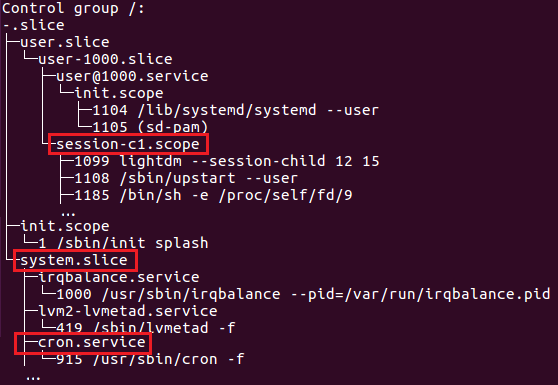 Control group /:
-.slice
├─user.slice
│ └─user-1000.slice
│   ├─user@1000.service
│   │ └─init.scope
│   │   ├─1104 /lib/systemd/systemd --user
│   │   └─1105 (sd-pam)
│   └─session-c1.scope
│     ├─1099 lightdm --session-child 12 15
│     ├─1108 /sbin/upstart --user
│     ├─1185 /bin/sh -e /proc/self/fd/9
      ...
├─init.scope
│ └─1 /sbin/init splash
└─system.slice
  ├─irqbalance.service
  │ └─1000 /usr/sbin/irqbalance --pid=/var/run/irqbalance.pid
  ├─lvm2-lvmetad.service
  │ └─419 /sbin/lvmetad -f
  ├─cron.service
  │ └─915 /usr/sbin/cron -f
  ...